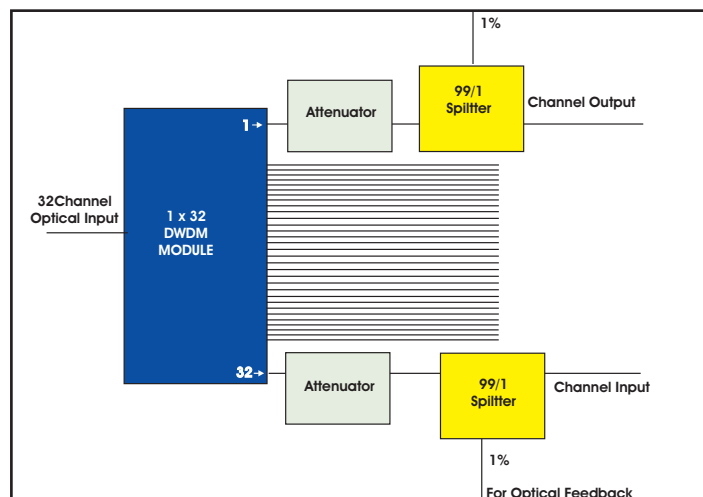 1%
99/1
Spiltter
Channel Output
Attenuator
1
32Channel
Optical Input
1 x 32
DWDM
MODULE
32
Attenuator
99/1
Spiltter
Channel Input
1%
For Optical Feedback